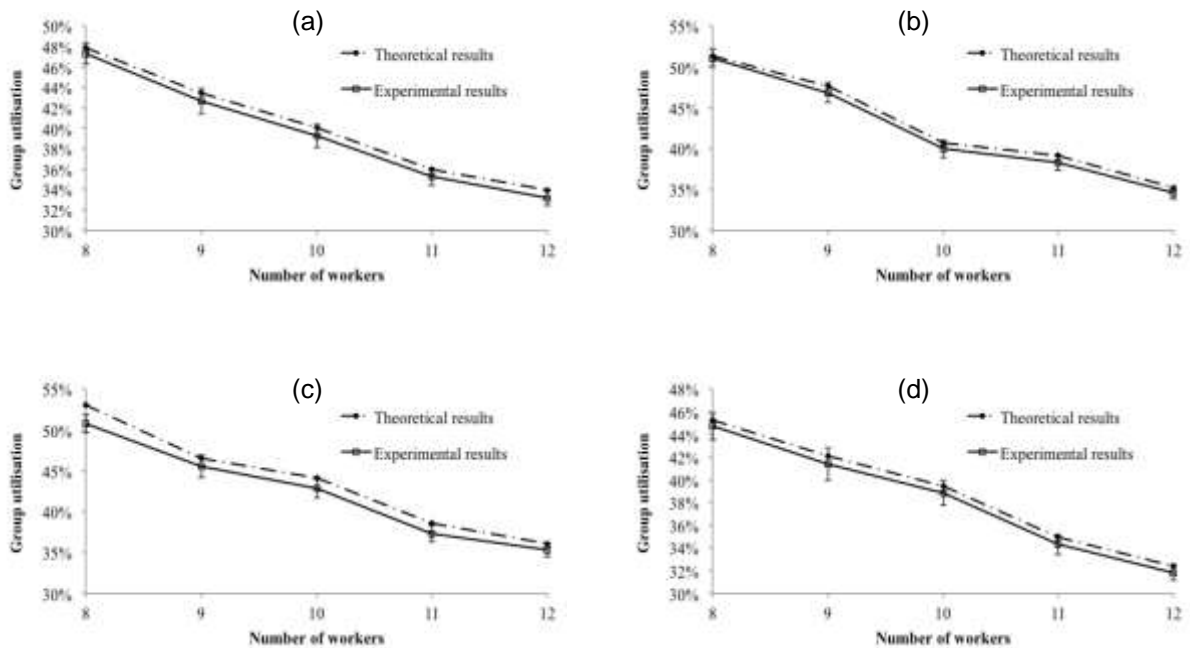 (a)
50%
48%
46%
44%
42%
40%
38%
36%
34%
32%
30%
Group utilisation
Theoretical results
Experimental results
8 9 10 11 12
Number of workers
(b)
55%
50%
45%
40%
35%
30%
Group utilisation
Theoretical results
Experimental results
8 9 10 11 12
Number of workers
(c)
55%
50%
45%
40%
35%
30%
Group utilisation
Theoretical results
Experimental results
8 9 10 11 12
Number of workers
(d)
48%
46%
44%
42%
40%
38%
36%
34%
32%
30%
Group utilisation
Theoretical results
Experimental results
8 9 10 11 12
Number of workers